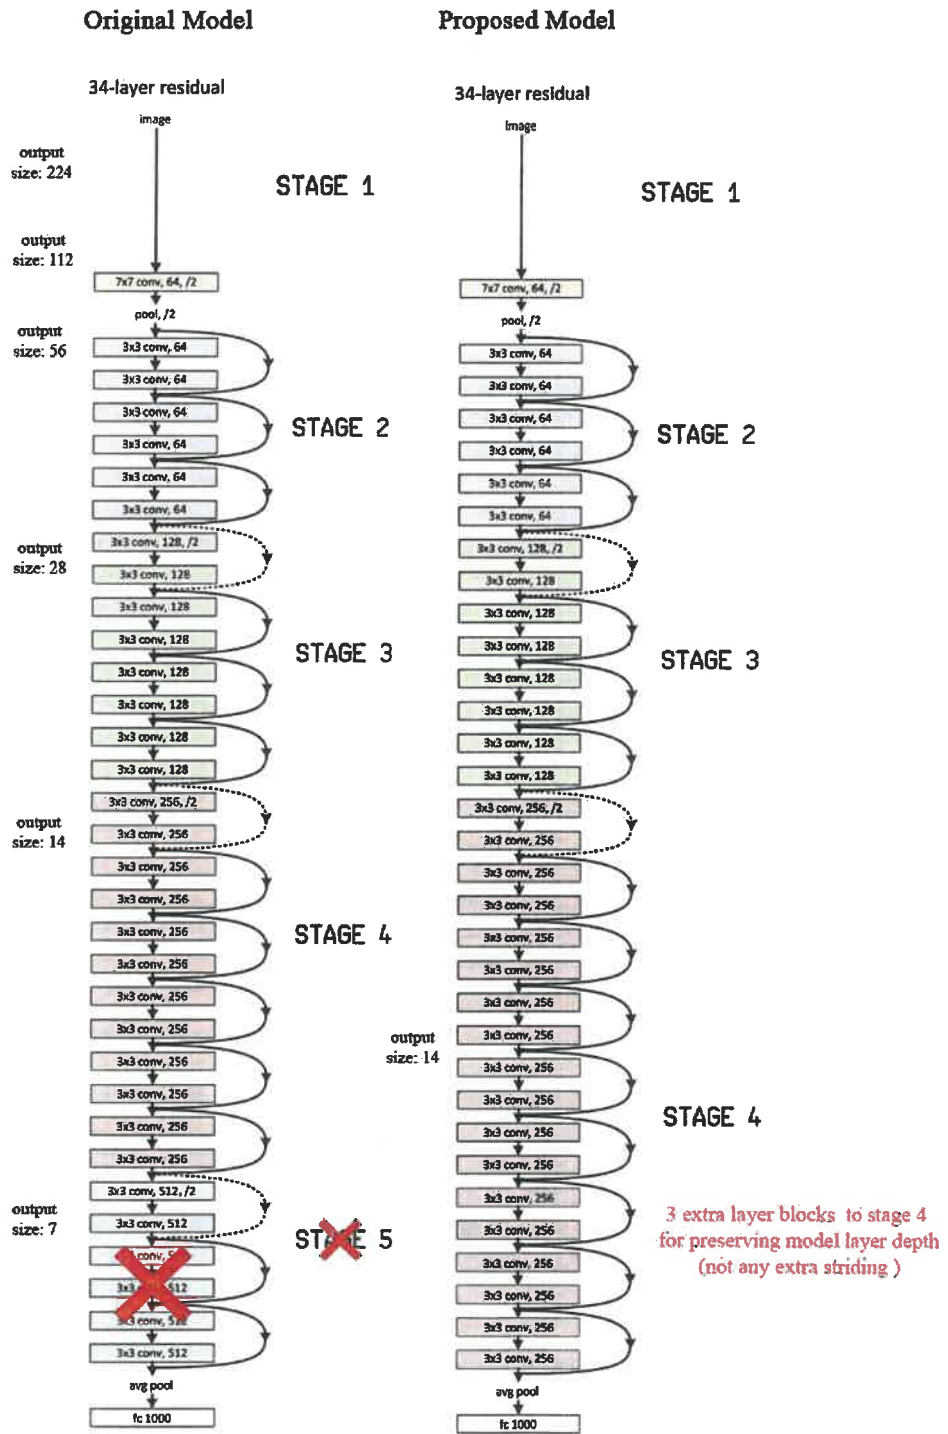 Original Model
34-layer residual
image
output
size: 224
STAGE 1
output
size: 112
7x7 conv, 64, /2
pool, /2
output
size: 56
3x3 conv, 64
3x3 conv, 64
3x3 conv, 64
3x3 conv, 64
3x3 conv, 64
3x3 conv, 64
STAGE 2
3x3 conv, 128, /2
output
size: 28
3x3 conv, 128
3x3 conv, 128
3x3 conv, 128
3x3 conv, 128
3x3 conv, 128
3x3 conv, 128
3x3 conv, 128
STAGE 3
3x3 conv, 256, /2
output
size: 14
3x3 conv, 256
3x3 conv, 256
3x3 conv, 256
3x3 conv, 256
3x3 conv, 256
3x3 conv, 256
3x3 conv, 256
3x3 conv, 256
3x3 conv, 256
3x3 conv, 256
3x3 conv, 256
STAGE 4
3x3 conv, 512, /2
output
size: 7
3x3 conv, 512
STAGE 5
conv,
3x3 512
conv, 512
3x3 conv, 512
avg pool
fc 1000
Proposed Model
34-layer residual
image
STAGE 1
7x7 conv, 64, /2
pool, /2
3x3 conv, 64
3x3 conv, 64
3x3 conv, 64
3x3 conv, 64
3x3 conv, 64
3x3 conv, 64
STAGE 2
3x3 conv, 128, /2
3x3 conv, 128
3x3 conv, 128
3x3 conv, 128
3x3 conv, 128
3x3 conv, 128
3x3 conv, 128
3x3 conv, 128
STAGE 3
3x3 conv, 256, /2
3x3 conv, 256
3x3 conv, 256
3x3 conv, 256
3x3 conv, 256
3x3 conv, 256
3x3 conv, 256
3x3 conv, 256
output
size: 14
3x3 conv, 256
3x3 conv, 256
3x3 conv, 256
3x3 conv, 256
3x3 conv, 256
3x3 conv, 256
3x3 conv, 256
3x3 conv, 256
3x3 conv, 256
3x3 conv, 256
STAGE 4
3 extra layer blocks to stage 4
for preserving model layer depth
(not any extra striding )
avg pool
fc 1000